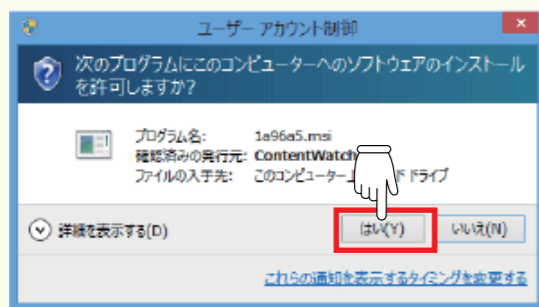 ユーザー アカウント制御
次のプログラムにこのコンピューターへのソフトウェアのインストール
を許可しますか?
プログラム名: 1a96a5.msi
確認済みの発行元: ContentWatch
ファイルの入手先: このコンピューター上 ド ドライブ
詳細を表示する(D)
はい(Y)
いいえ(N)
これらの通知を表示するタイミングを変更する